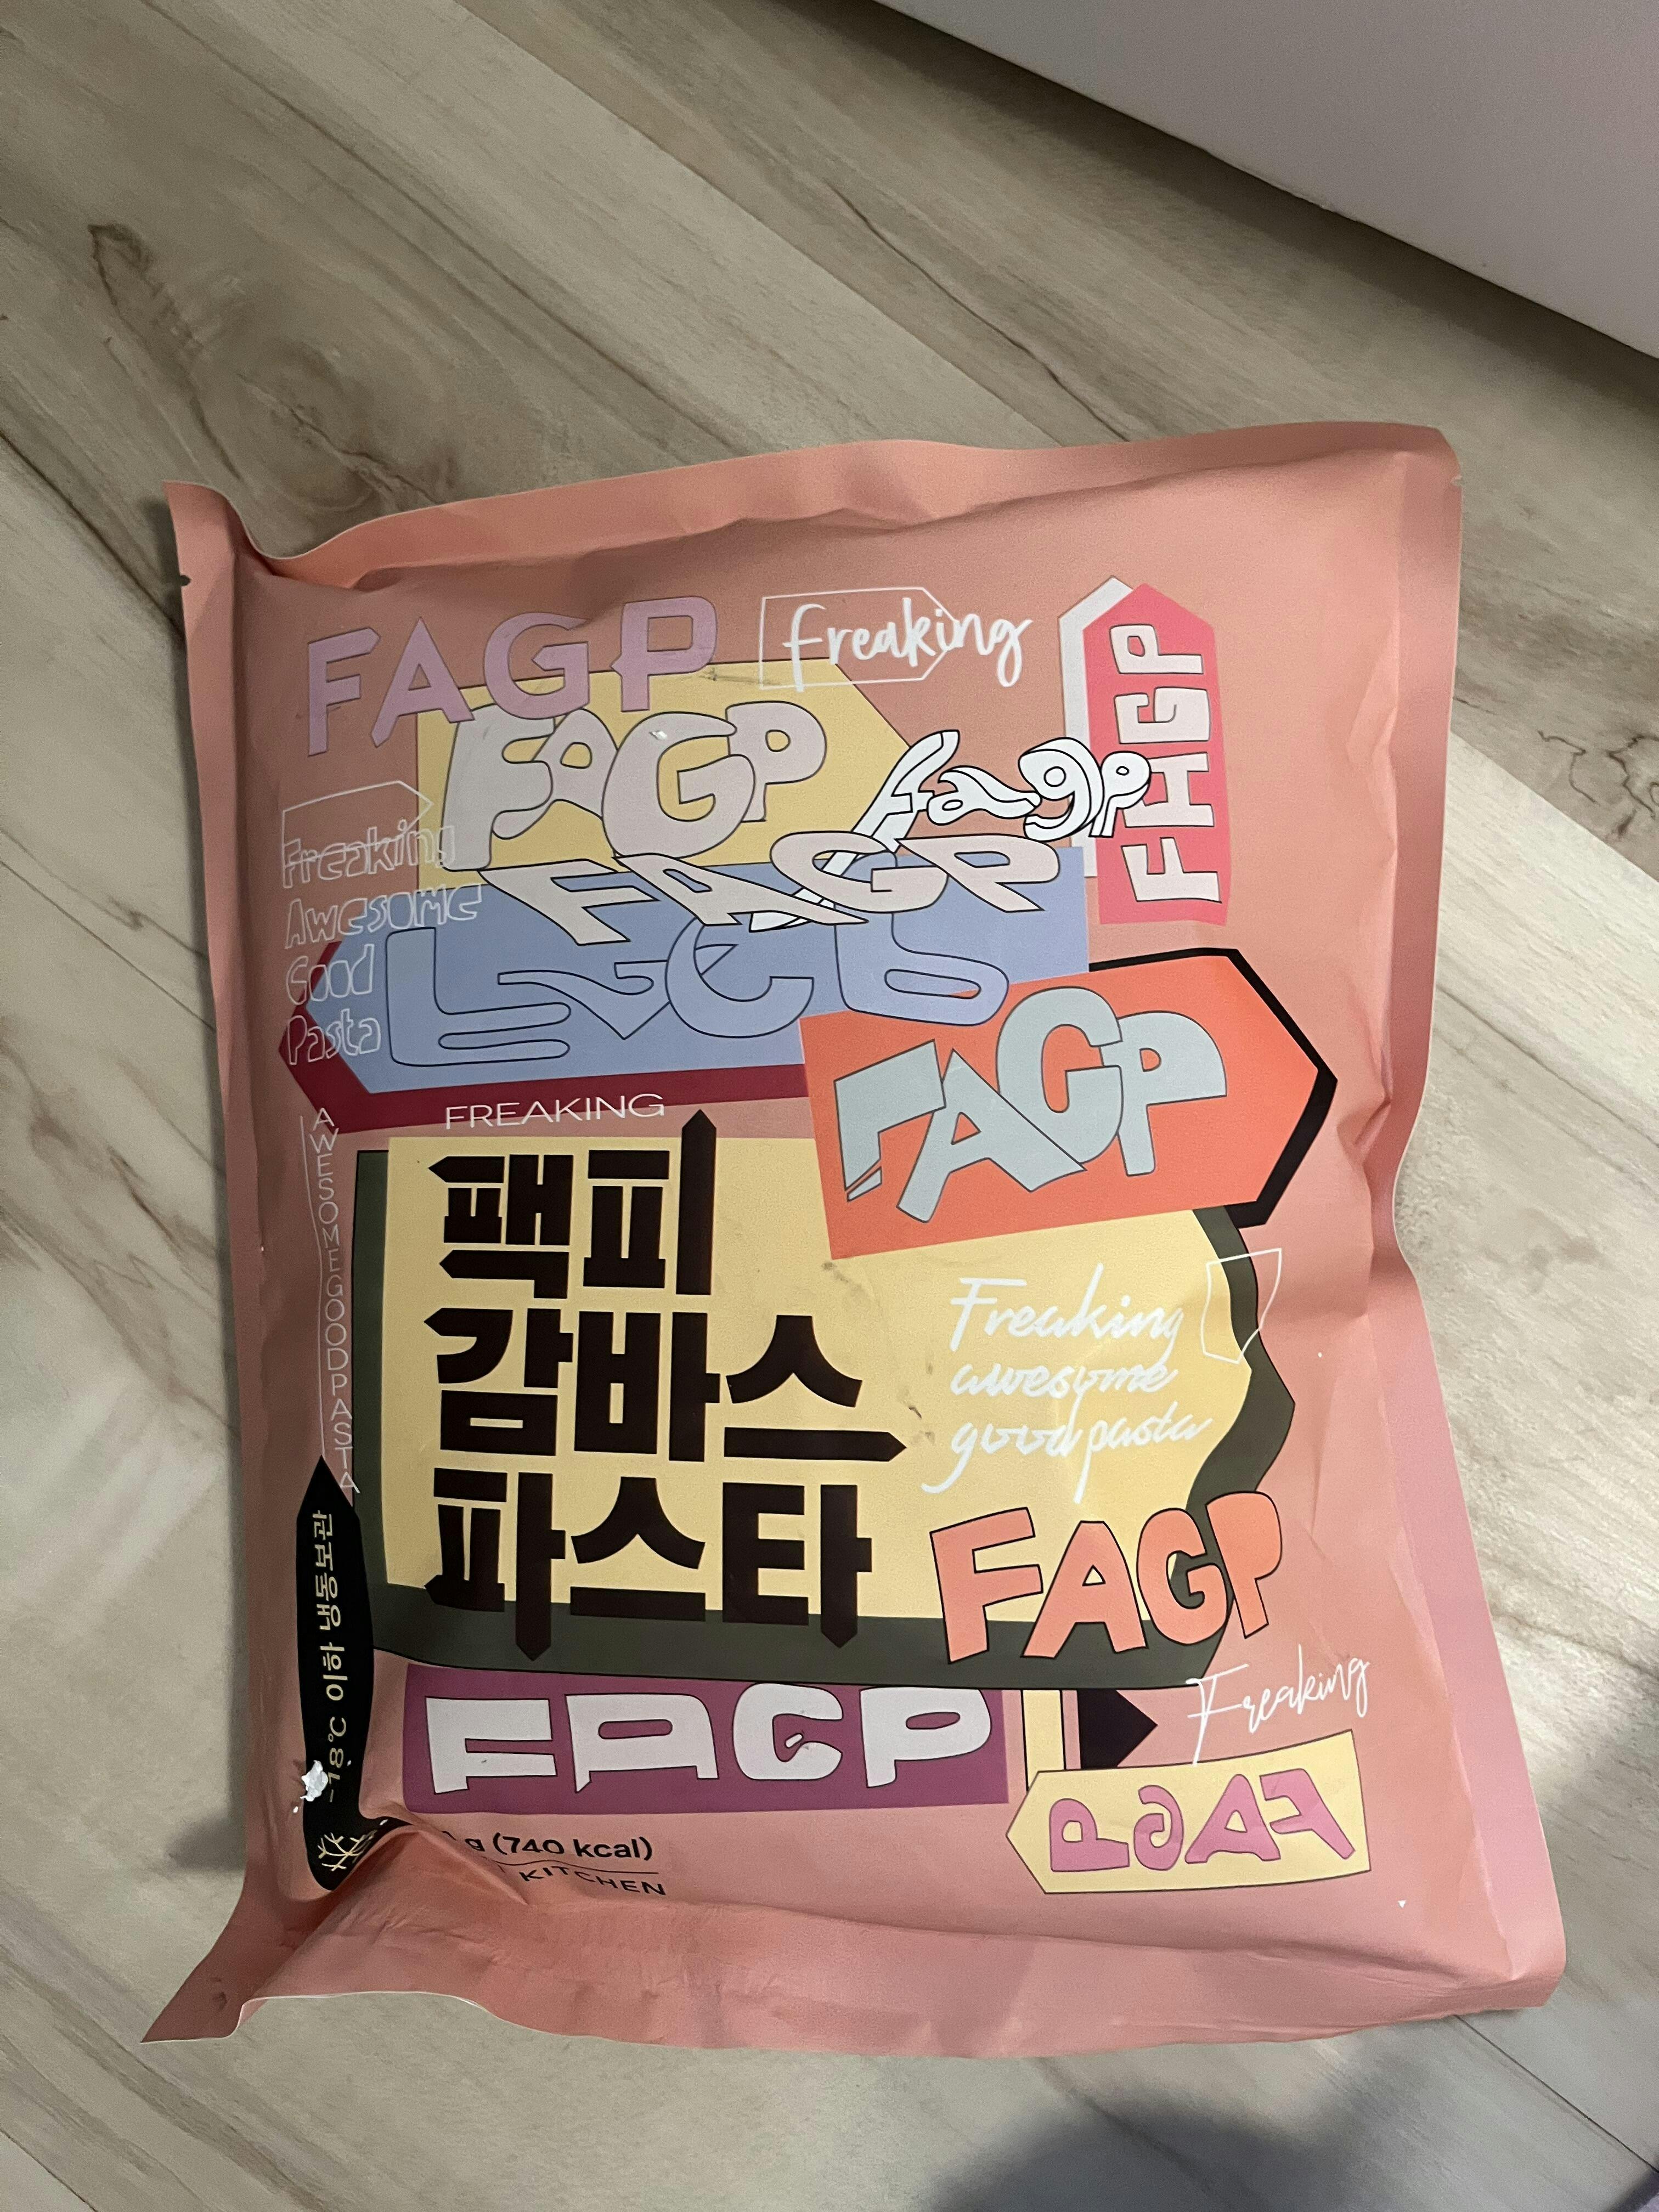 FAGP
Freaking
FAGP
FAGP
fagp
FAGP
Freaking
Awesome
Good
Pasta
FAGP
FREAKING
AWESOMEGOODPASTA
팩피
감바스
파스타
Freaking
awesome
good pasta
FAGP
-18℃ 이하 냉동보관
FAGP
Freaking
FAGP
g (740 kcal)
KITCHEN